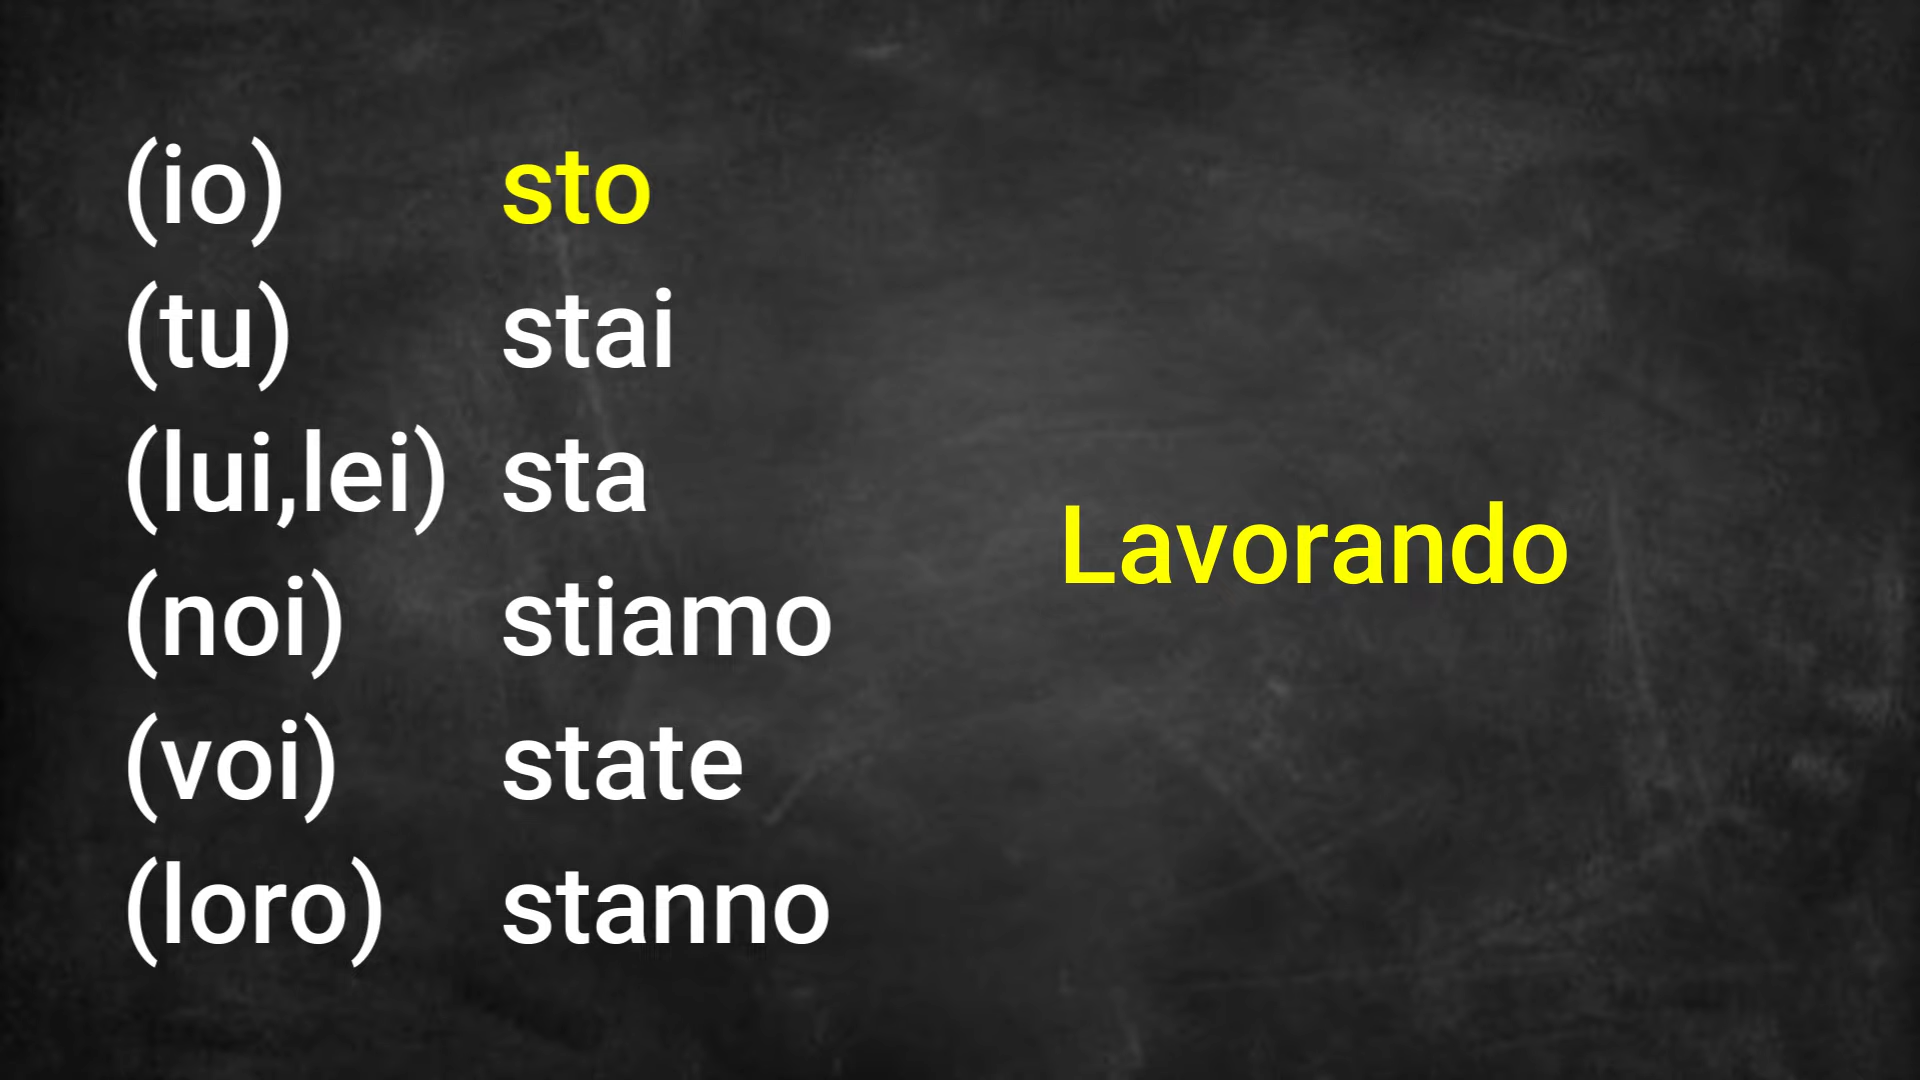 (io) sto
(tu) stai
(lui,lei) sta
Lavorando
(noi) stiamo
(voi) state
(loro) stanno